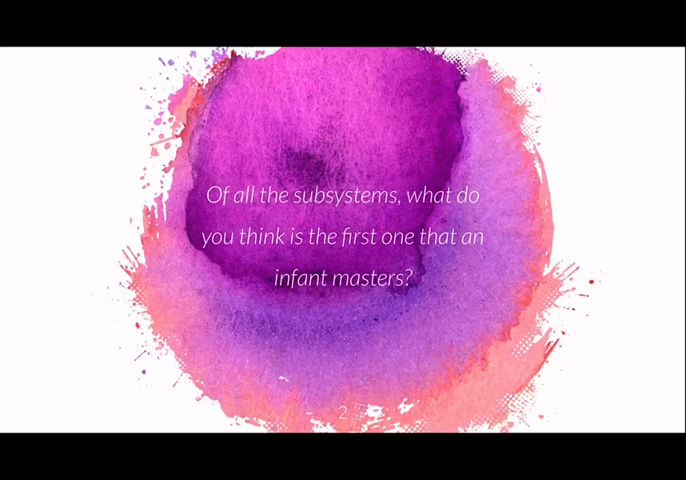 Of all the subsystems, what do
you think is the first one that an
infant masters?
2